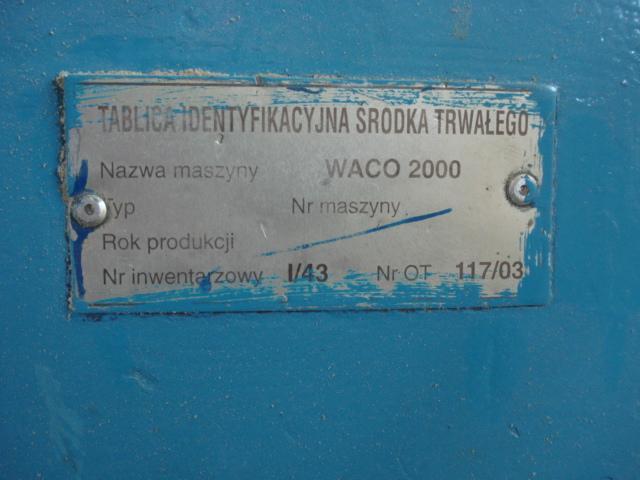 TABLICA IDENTYFIKACYJNA ŚRODKA TRWAŁEGO
Nazwa maszyny WACO 2000
Typ Nr maszyny
Rok produkcji
Nr inwentarzowy I/43 Nr OT 117/03